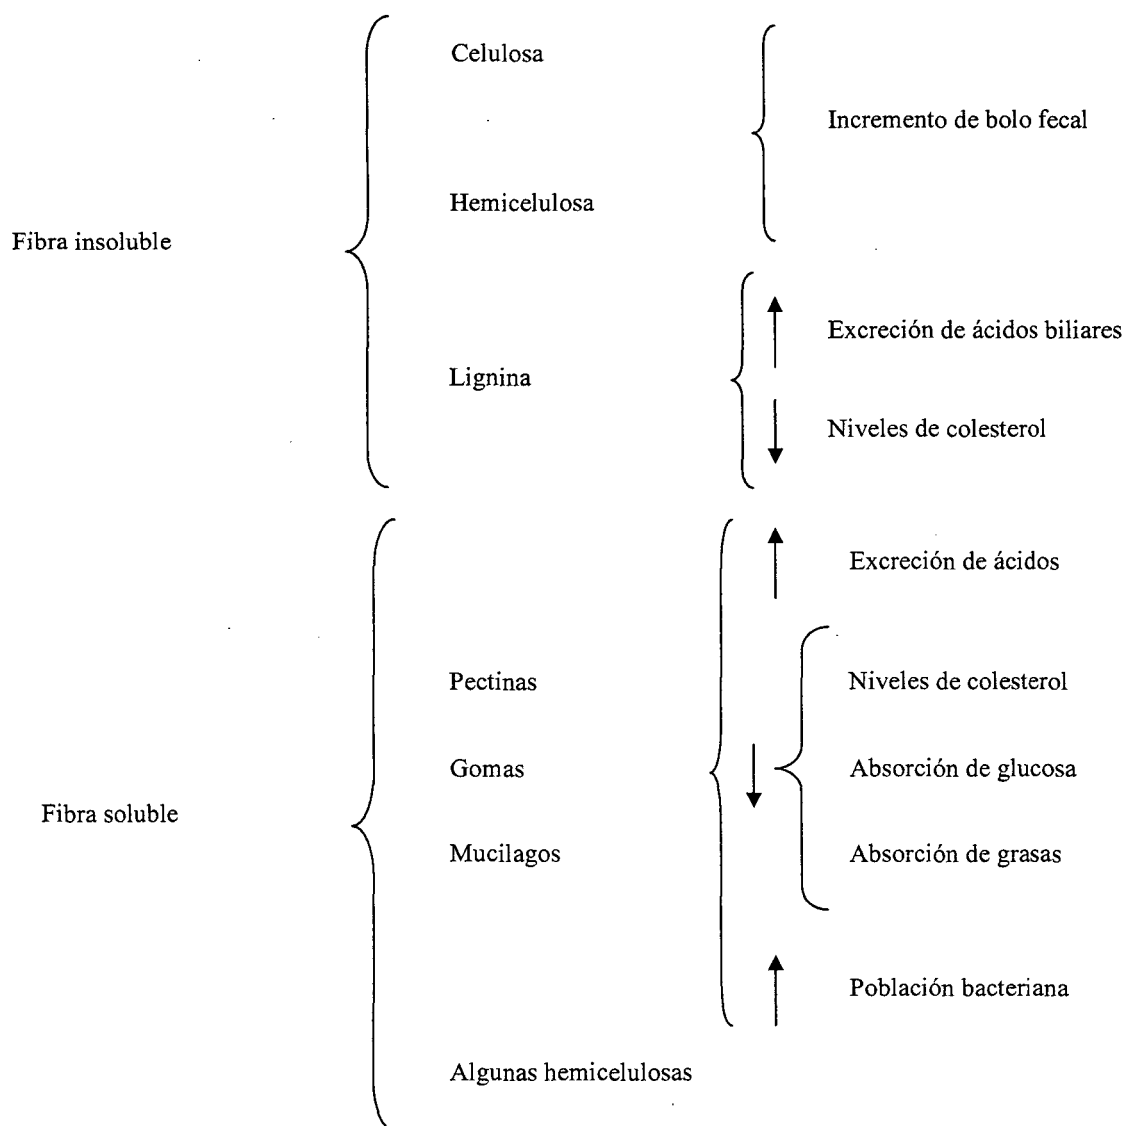 Fibra insoluble
Celulosa
Hemicelulosa
Incremento de bolo fecal
Lignina
Excreción de ácidos biliares
Niveles de colesterol
Fibra soluble
Pectinas
Gomas
Mucilagos
Excreción de ácidos
Niveles de colesterol
Absorción de glucosa
Absorción de grasas
Población bacteriana
Algunas hemicelulosas